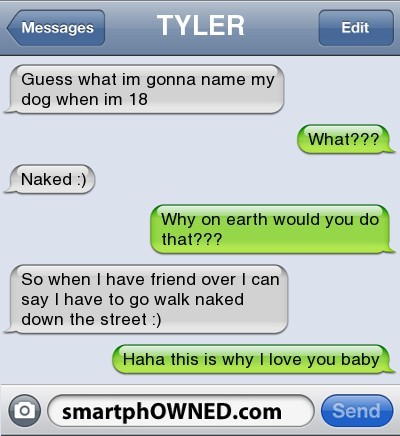 Messages
TYLER
Edit
Guess what im gonna name my
dog when im 18
What???
Naked :)
Why on earth would you do
that???
So when I have friend over I can
say I have to go walk naked
down the street :)
Haha this is why I love you baby
smartphOWNED.com
Send